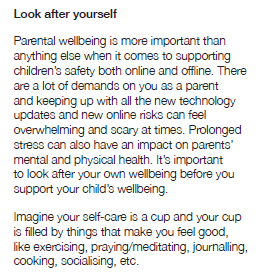 Look after yourself
Parental wellbeing is more important than
anything else when it comes to supporting
children's safety both online and offline. There
are a lot of demands on you as a parent
and keeping up with all the new technology
updates and new online risks can feel
overwhelming and scary at times. Prolonged
stress can also have an impact on parents'
mental and physical health. It's important
to look after your own wellbeing before you
support your child's wellbeing.
Imagine your self-care is a cup and your cup
is filled by things that make you feel good,
like exercising, praying/meditating, journalling,
cooking, socialising, etc.